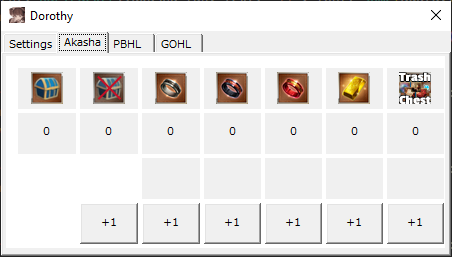 Dorothy
Settings Akasha PBHL GOHL
Trash
Chest
0 0 0 0 0 0 0
+1 +1 +1 +1 +1 +1